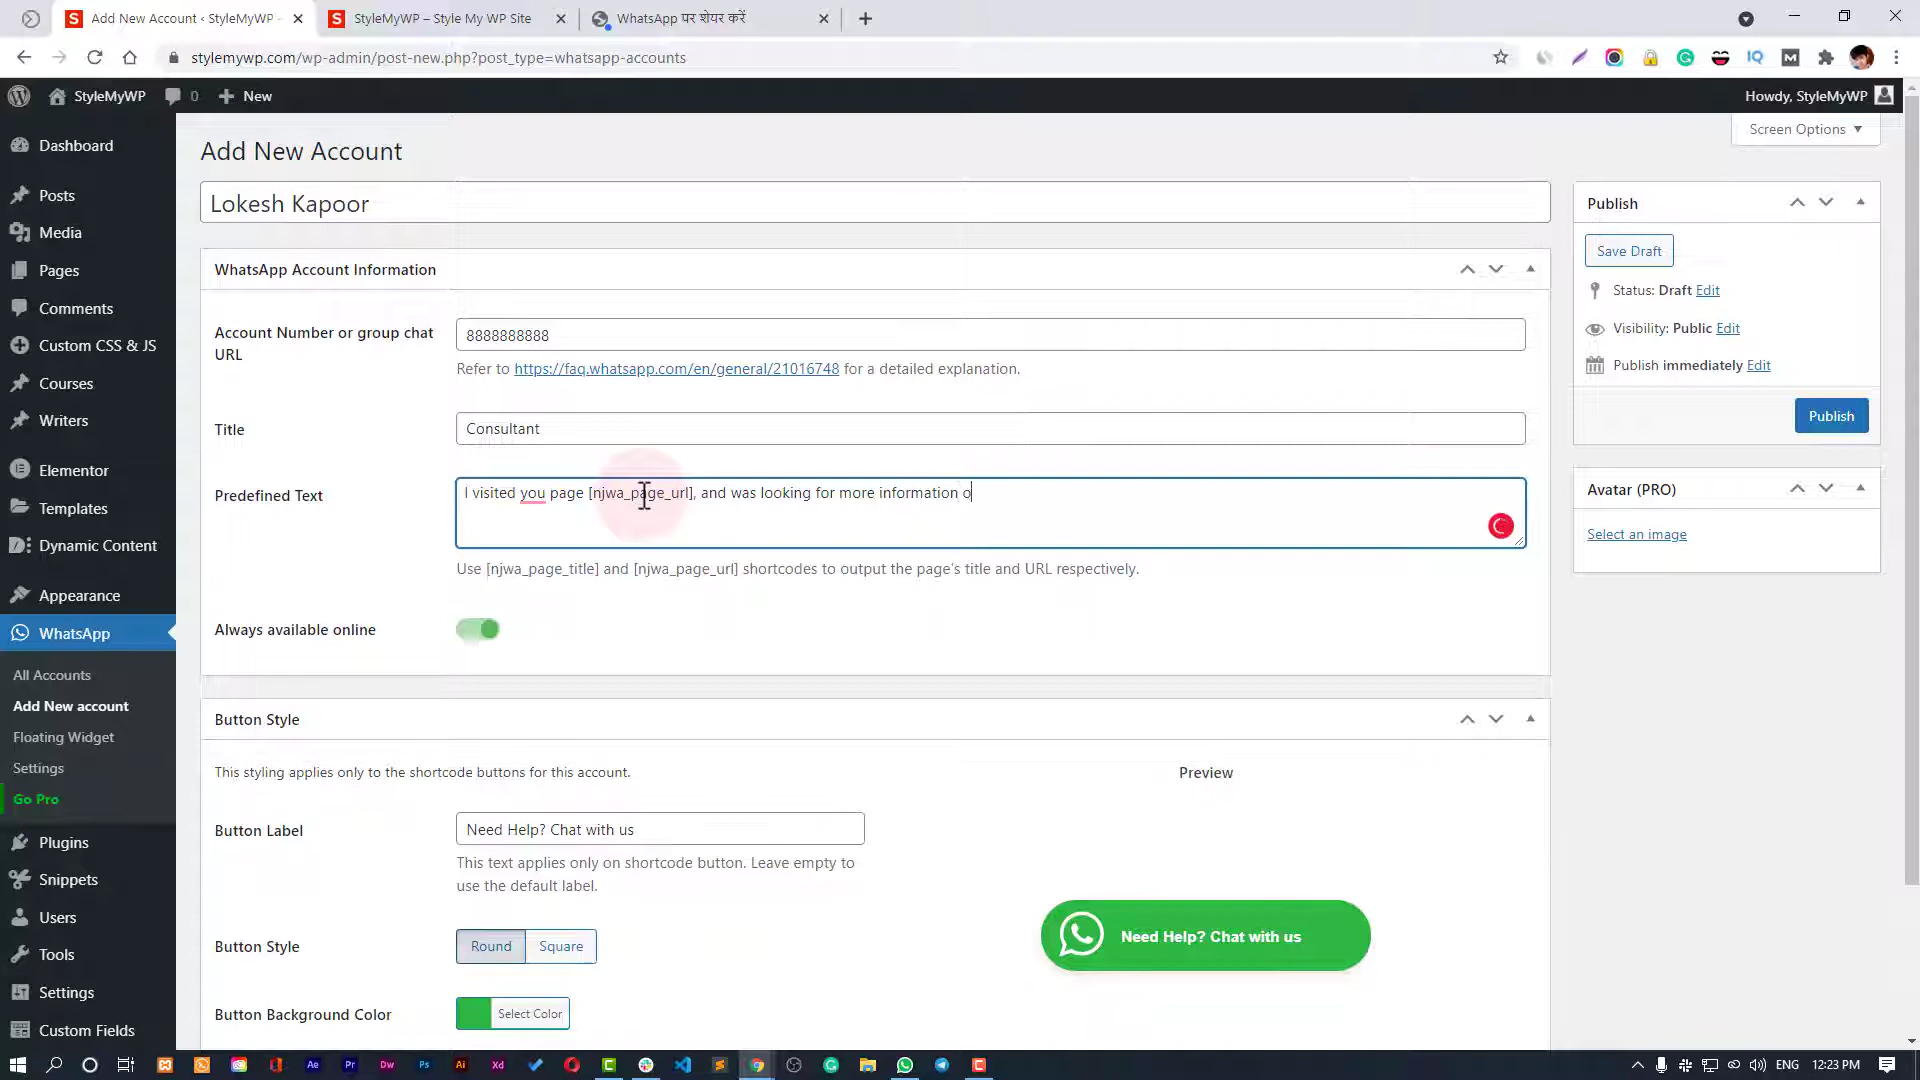 Add New Account ‹ StyleMyWP –
StyleMyWP – Style My WP Site
WhatsApp पर शेयर करें
stylemywp.com/wp-admin/post-new.php?post_type=whatsapp-accounts
StyleMyWP
0
New
Howdy, StyleMyWP
Screen Options
Dashboard
Posts
Media
Pages
Comments
Custom CSS & JS
Courses
Writers
Elementor
Templates
Dynamic Content
Appearance
WhatsApp
All Accounts
Add New account
Floating Widget
Settings
Go Pro
Plugins
Snippets
Users
Tools
Settings
Custom Fields
Add New Account
Lokesh Kapoor
WhatsApp Account Information
Account Number or group chat
URL
8888888888
Refer to https://faq.whatsapp.com/en/general/21016748 for a detailed explanation.
Title
Consultant
Predefined Text
I visited you page [njwa_page_url], and was looking for more information o
Use [njwa_page_title] and [njwa_page_url] shortcodes to output the page's title and URL respectively.
Always available online
Button Style
This styling applies only to the shortcode buttons for this account.
Preview
Button Label
Need Help? Chat with us
This text applies only on shortcode button. Leave empty to
use the default label.
Need Help? Chat with us
Button Style
Round
Square
Button Background Color
Select Color
Publish
Save Draft
Status: Draft Edit
Visibility: Public Edit
Publish immediately Edit
Publish
Avatar (PRO)
Select an image
Ae
Pr
Dw
Ps
Ai
Xd
ENG
12:23 PM